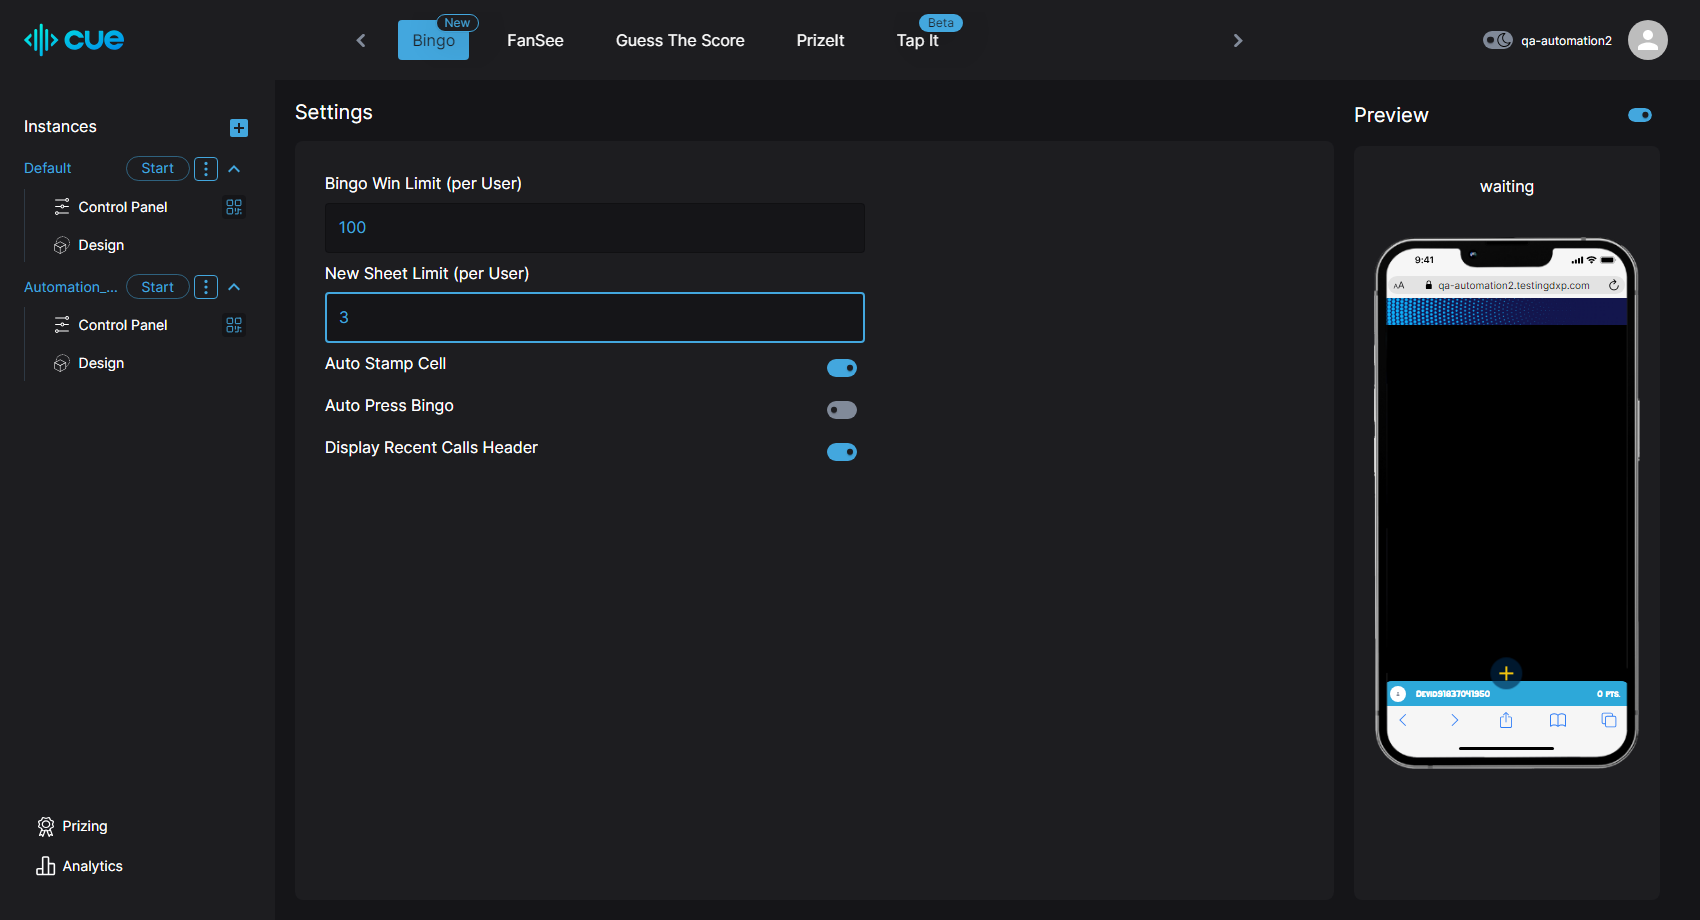 cue
Bingo
New
FanSee
Guess The Score
PrizeIt
Tap It
Beta
qa-automation2
Instances
Default
Start
Control Panel
Design
Automation_...
Start
Control Panel
Design
Prizing
Analytics
Settings
Bingo Win Limit (per User)
100
New Sheet Limit (per User)
3
Auto Stamp Cell
Auto Press Bingo
Display Recent Calls Header
Preview
waiting
9:41
AA
qa-automation2.testingdxp.com
0 PTS.